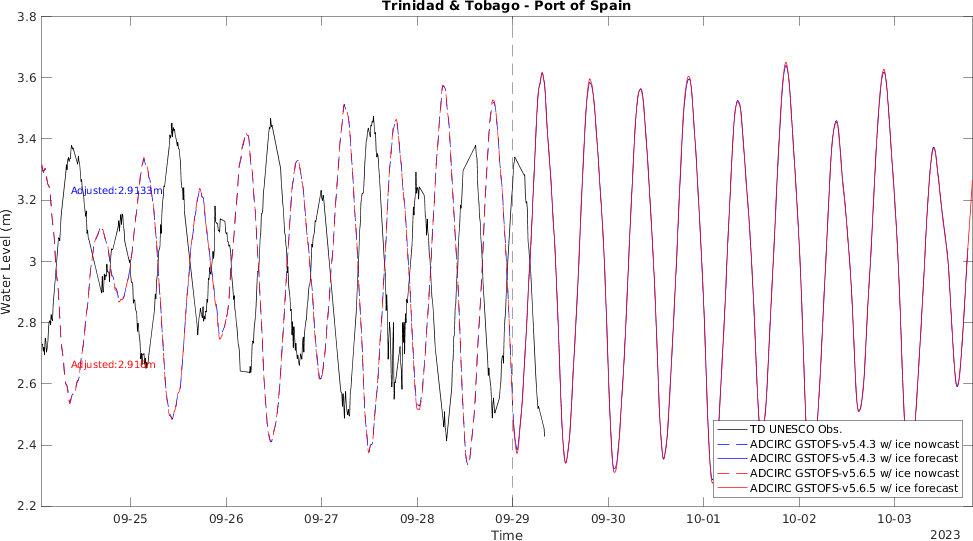 Trinidad & Tobago - Port of Spain
3.8
3.6
3.4
3.2
3
2.8
2.6
2.4
2.2
Water Level (m)
Adjusted:2.9133m
TD UNESCO Obs.
ADCIRC GSTOFS-v5.4.3 w/ ice nowcast
ADCIRC GSTOFS-v5.4.3 w/ ice forecast
ADCIRC GSTOFS-v5.6.5 w/ ice nowcast
ADCIRC GSTOFS-v5.6.5 w/ ice forecast
09-25 09-26 09-27 09-28 09-29 09-30 10-01 10-02 10-03
Time
2023